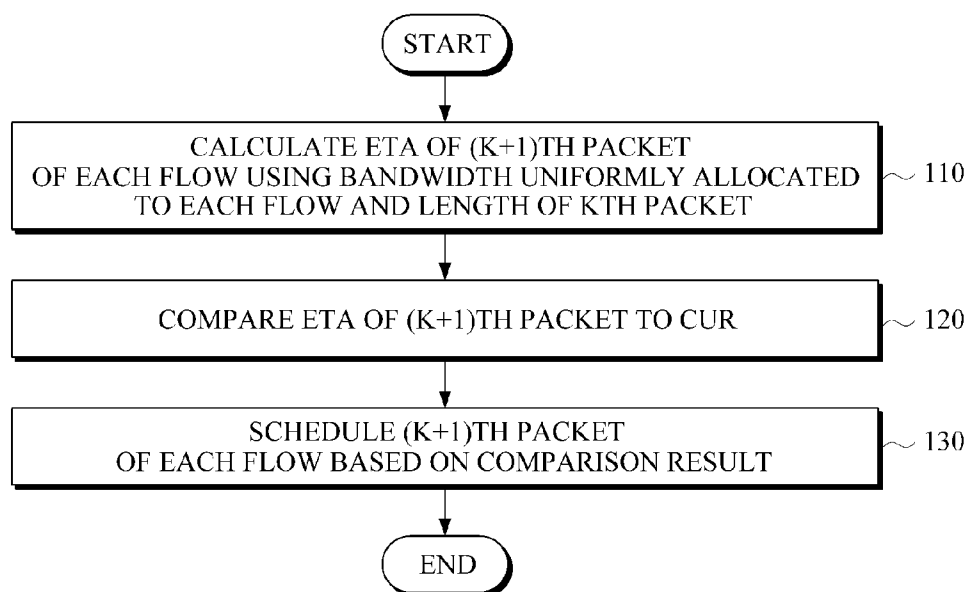 START
CALCULATE ETA OF (K+1)TH PACKET
OF EACH FLOW USING BANDWIDTH UNIFORMLY ALLOCATED
TO EACH FLOW AND LENGTH OF KTH PACKET
110
COMPARE ETA OF (K+1)TH PACKET TO CUR
120
SCHEDULE (K+1)TH PACKET
OF EACH FLOW BASED ON COMPARISON RESULT
130
END